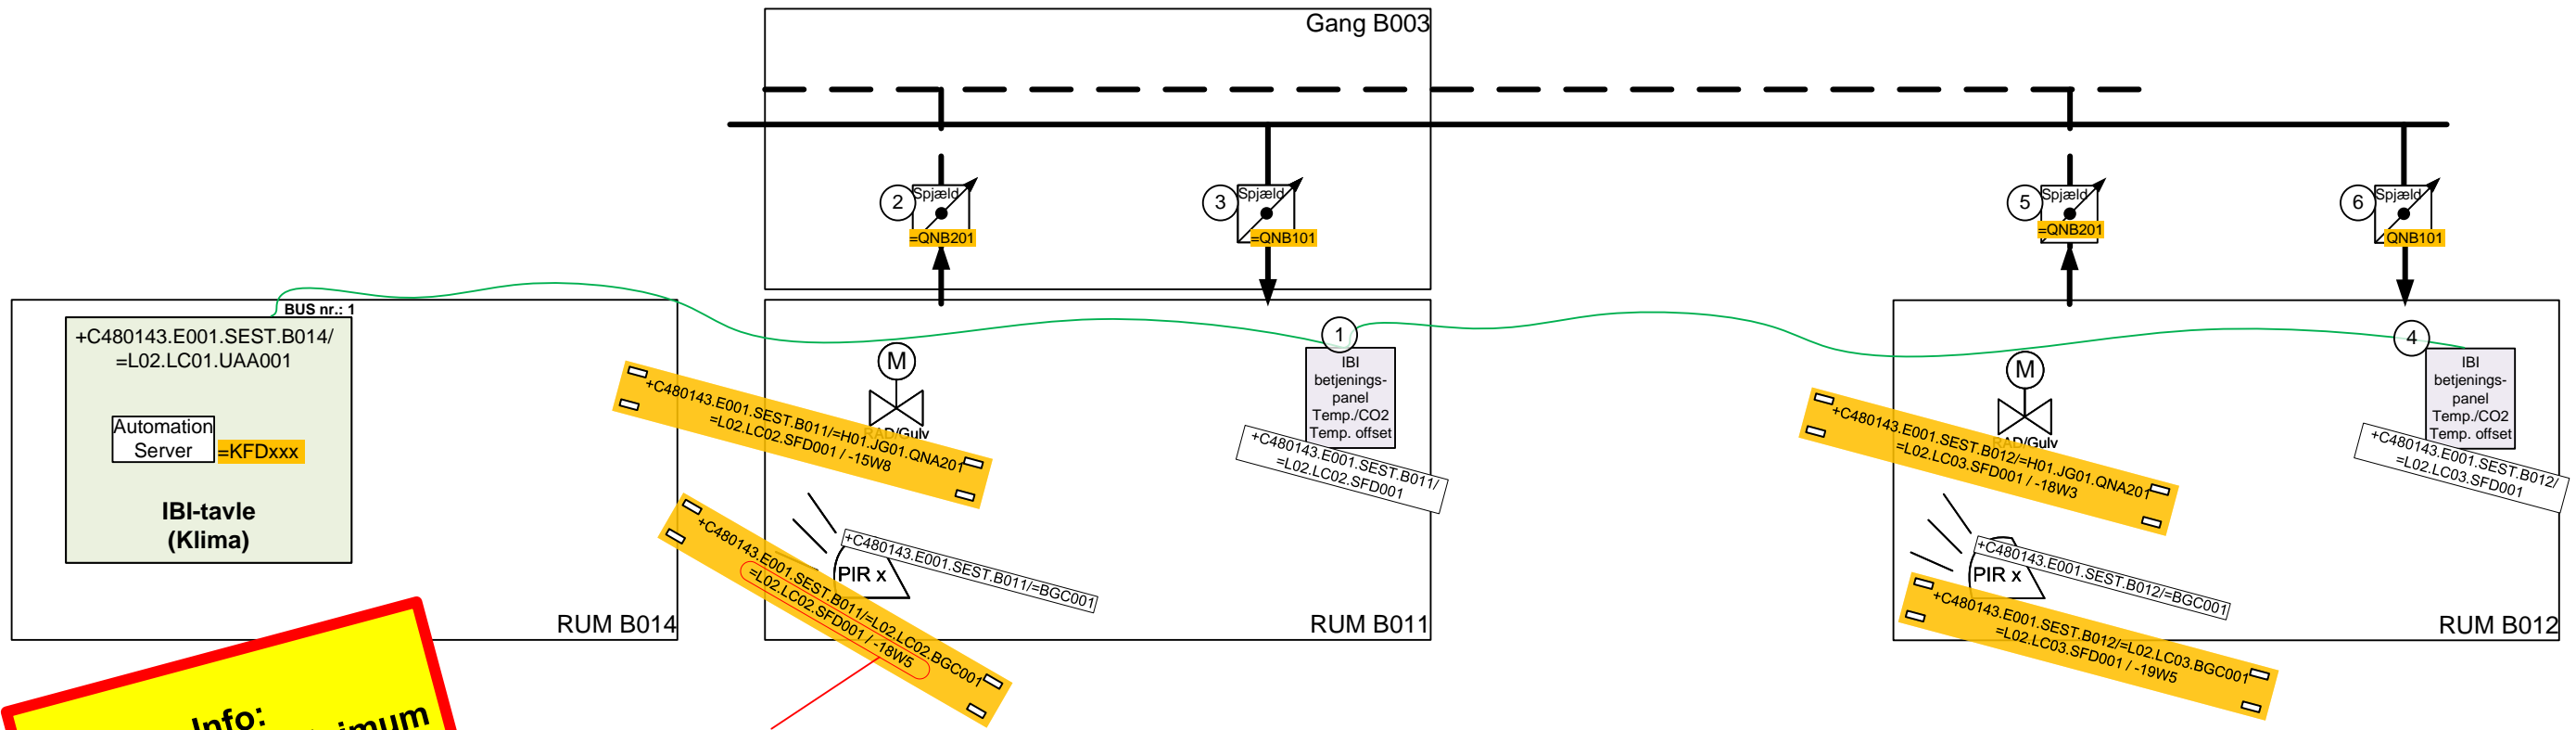 Gang B003
2
Spjæld
=QNB201
3
Spjæld
=QNB101
5
Spjæld
=QNB201
6
Spjæld
QNB101
BUS nr.: 1
+C480143.E001.SEST.B014/
=L02.LC01.UAA001
Automation
Server
=KFDxxx
IBI-tavle
(Klima)
RUM B014
M
RAD/Gulv
+C480143.E001.SEST.B011/=H01.JG01.QNA201
=L02.LC02.SFD001 / -15W8
1
IBI
betjenings-
panel
Temp./CO2
Temp. offset
+C480143.E001.SEST.B011/
=L02.LC02.SFD001
PIR x
+C480143.E001.SEST.B011/=BGC001
+C480143.E001.SEST.B011/=L02.LC02.BGC001
=L02.LC02.SFD001 / -18W5
RUM B011
M
RAD/Gulv
+C480143.E001.SEST.B012/=H01.JG01.QNA201
=L02.LC03.SFD001 / -18W3
4
IBI
betjenings-
panel
Temp./CO2
Temp. offset
+C480143.E001.SEST.B012/
=L02.LC03.SFD001
PIR x
+C480143.E001.SEST.B012/=BGC001
+C480143.E001.SEST.B012/=L02.LC03.BGC001
=L02.LC03.SFD001 / -19W5
RUM B012
Info: